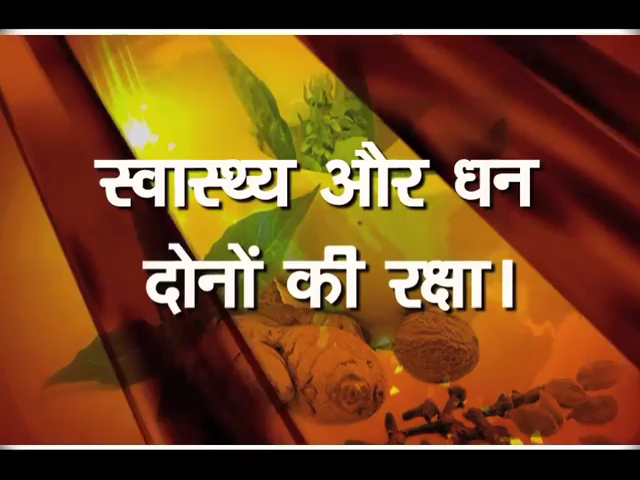 स्वास्थ्य और धन
दोनों की रक्षा।